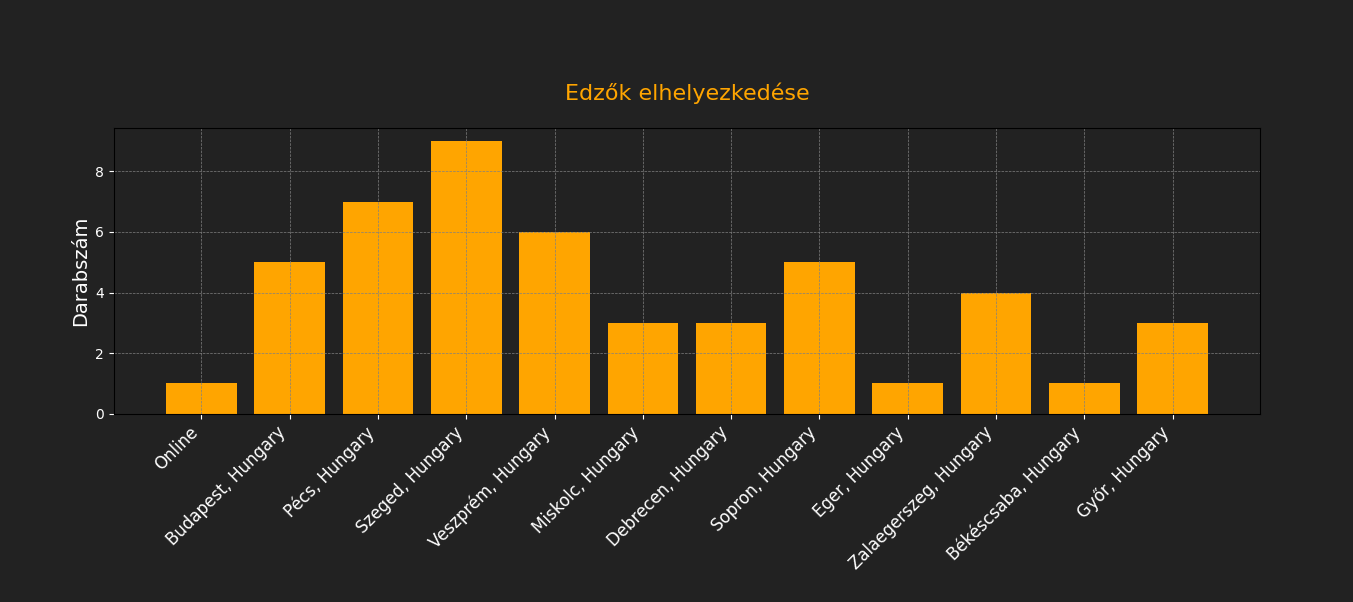 Edzők elhelyezkedése
Darabszám
8
6
4
2
0
Online
Budapest, Hungary
Pécs, Hungary
Szeged, Hungary
Veszprém, Hungary
Miskolc, Hungary
Debrecen, Hungary
Sopron, Hungary
Eger, Hungary
Zalaegerszeg, Hungary
Békéscsaba, Hungary
Győr, Hungary